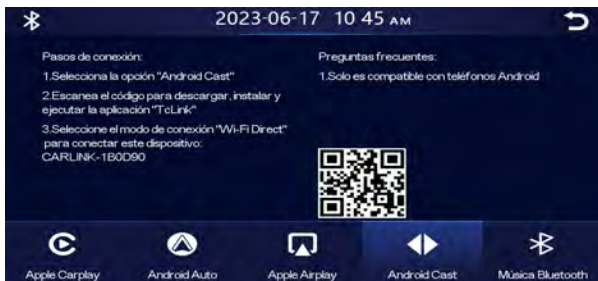 2023-06-17 10 45 AM
Pasos de conexión:
1.Selecciona la opción "Android Cast"
2.Escanea el código para descargar, instalar y
ejecutar la aplicación "TcLink"
3.Seleccione el modo de conexión "Wi-Fi Direct"
para conectar este dispositivo:
CARLINK-1B0D90
Preguntas frecuentes:
1.Solo es compatible con teléfonos Android
Apple Carplay
Android Auto
Apple Airplay
Android Cast
Música Bluetooth